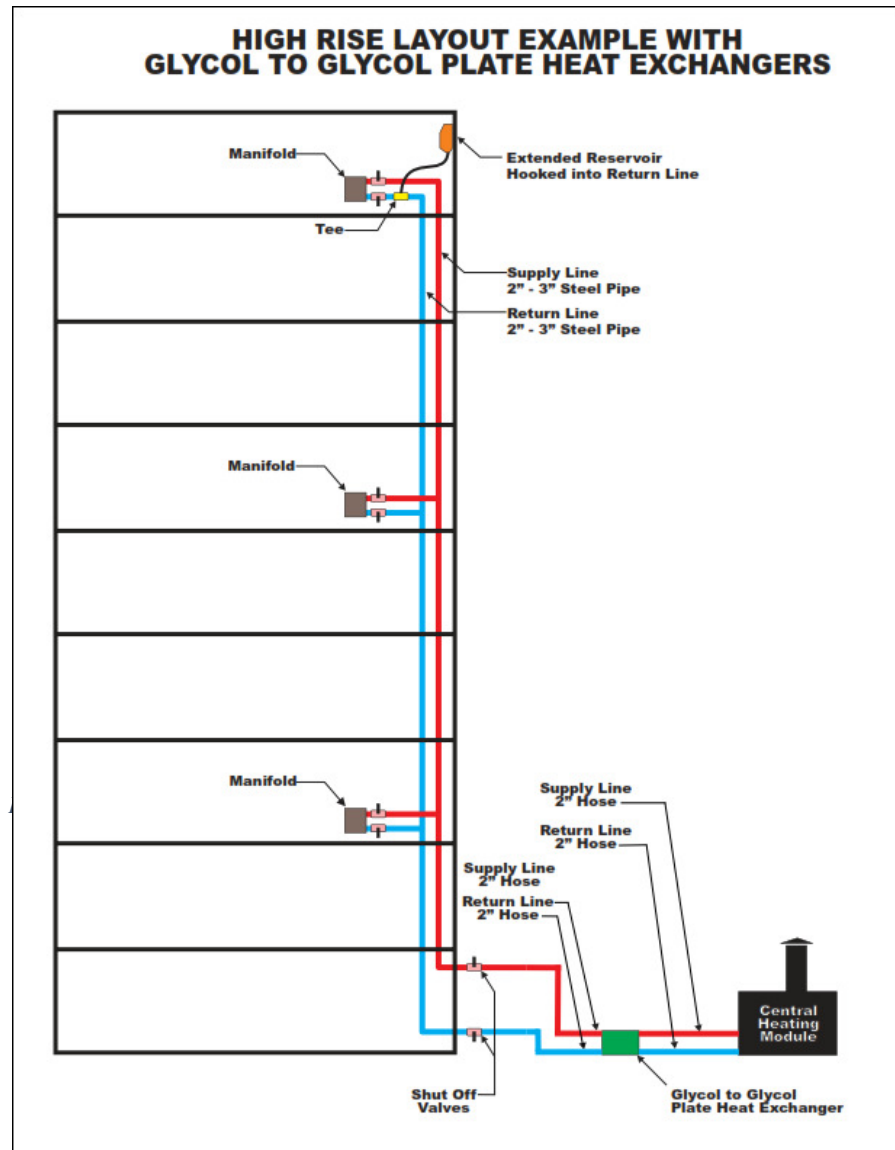 HIGH RISE LAYOUT EXAMPLE WITH
GLYCOL TO GLYCOL PLATE HEAT EXCHANGERS
Manifold
Extended Reservoir
Hooked into Return Line
Tee
Supply Line
2” - 3” Steel Pipe
Return Line
2” - 3” Steel Pipe
Manifold
Manifold
Supply Line
2” Hose
Return Line
2” Hose
Supply Line
2” Hose
Return Line
2” Hose
Central
Heating
Module
Shut Off
Valves
Glycol to Glycol
Plate Heat Exchanger